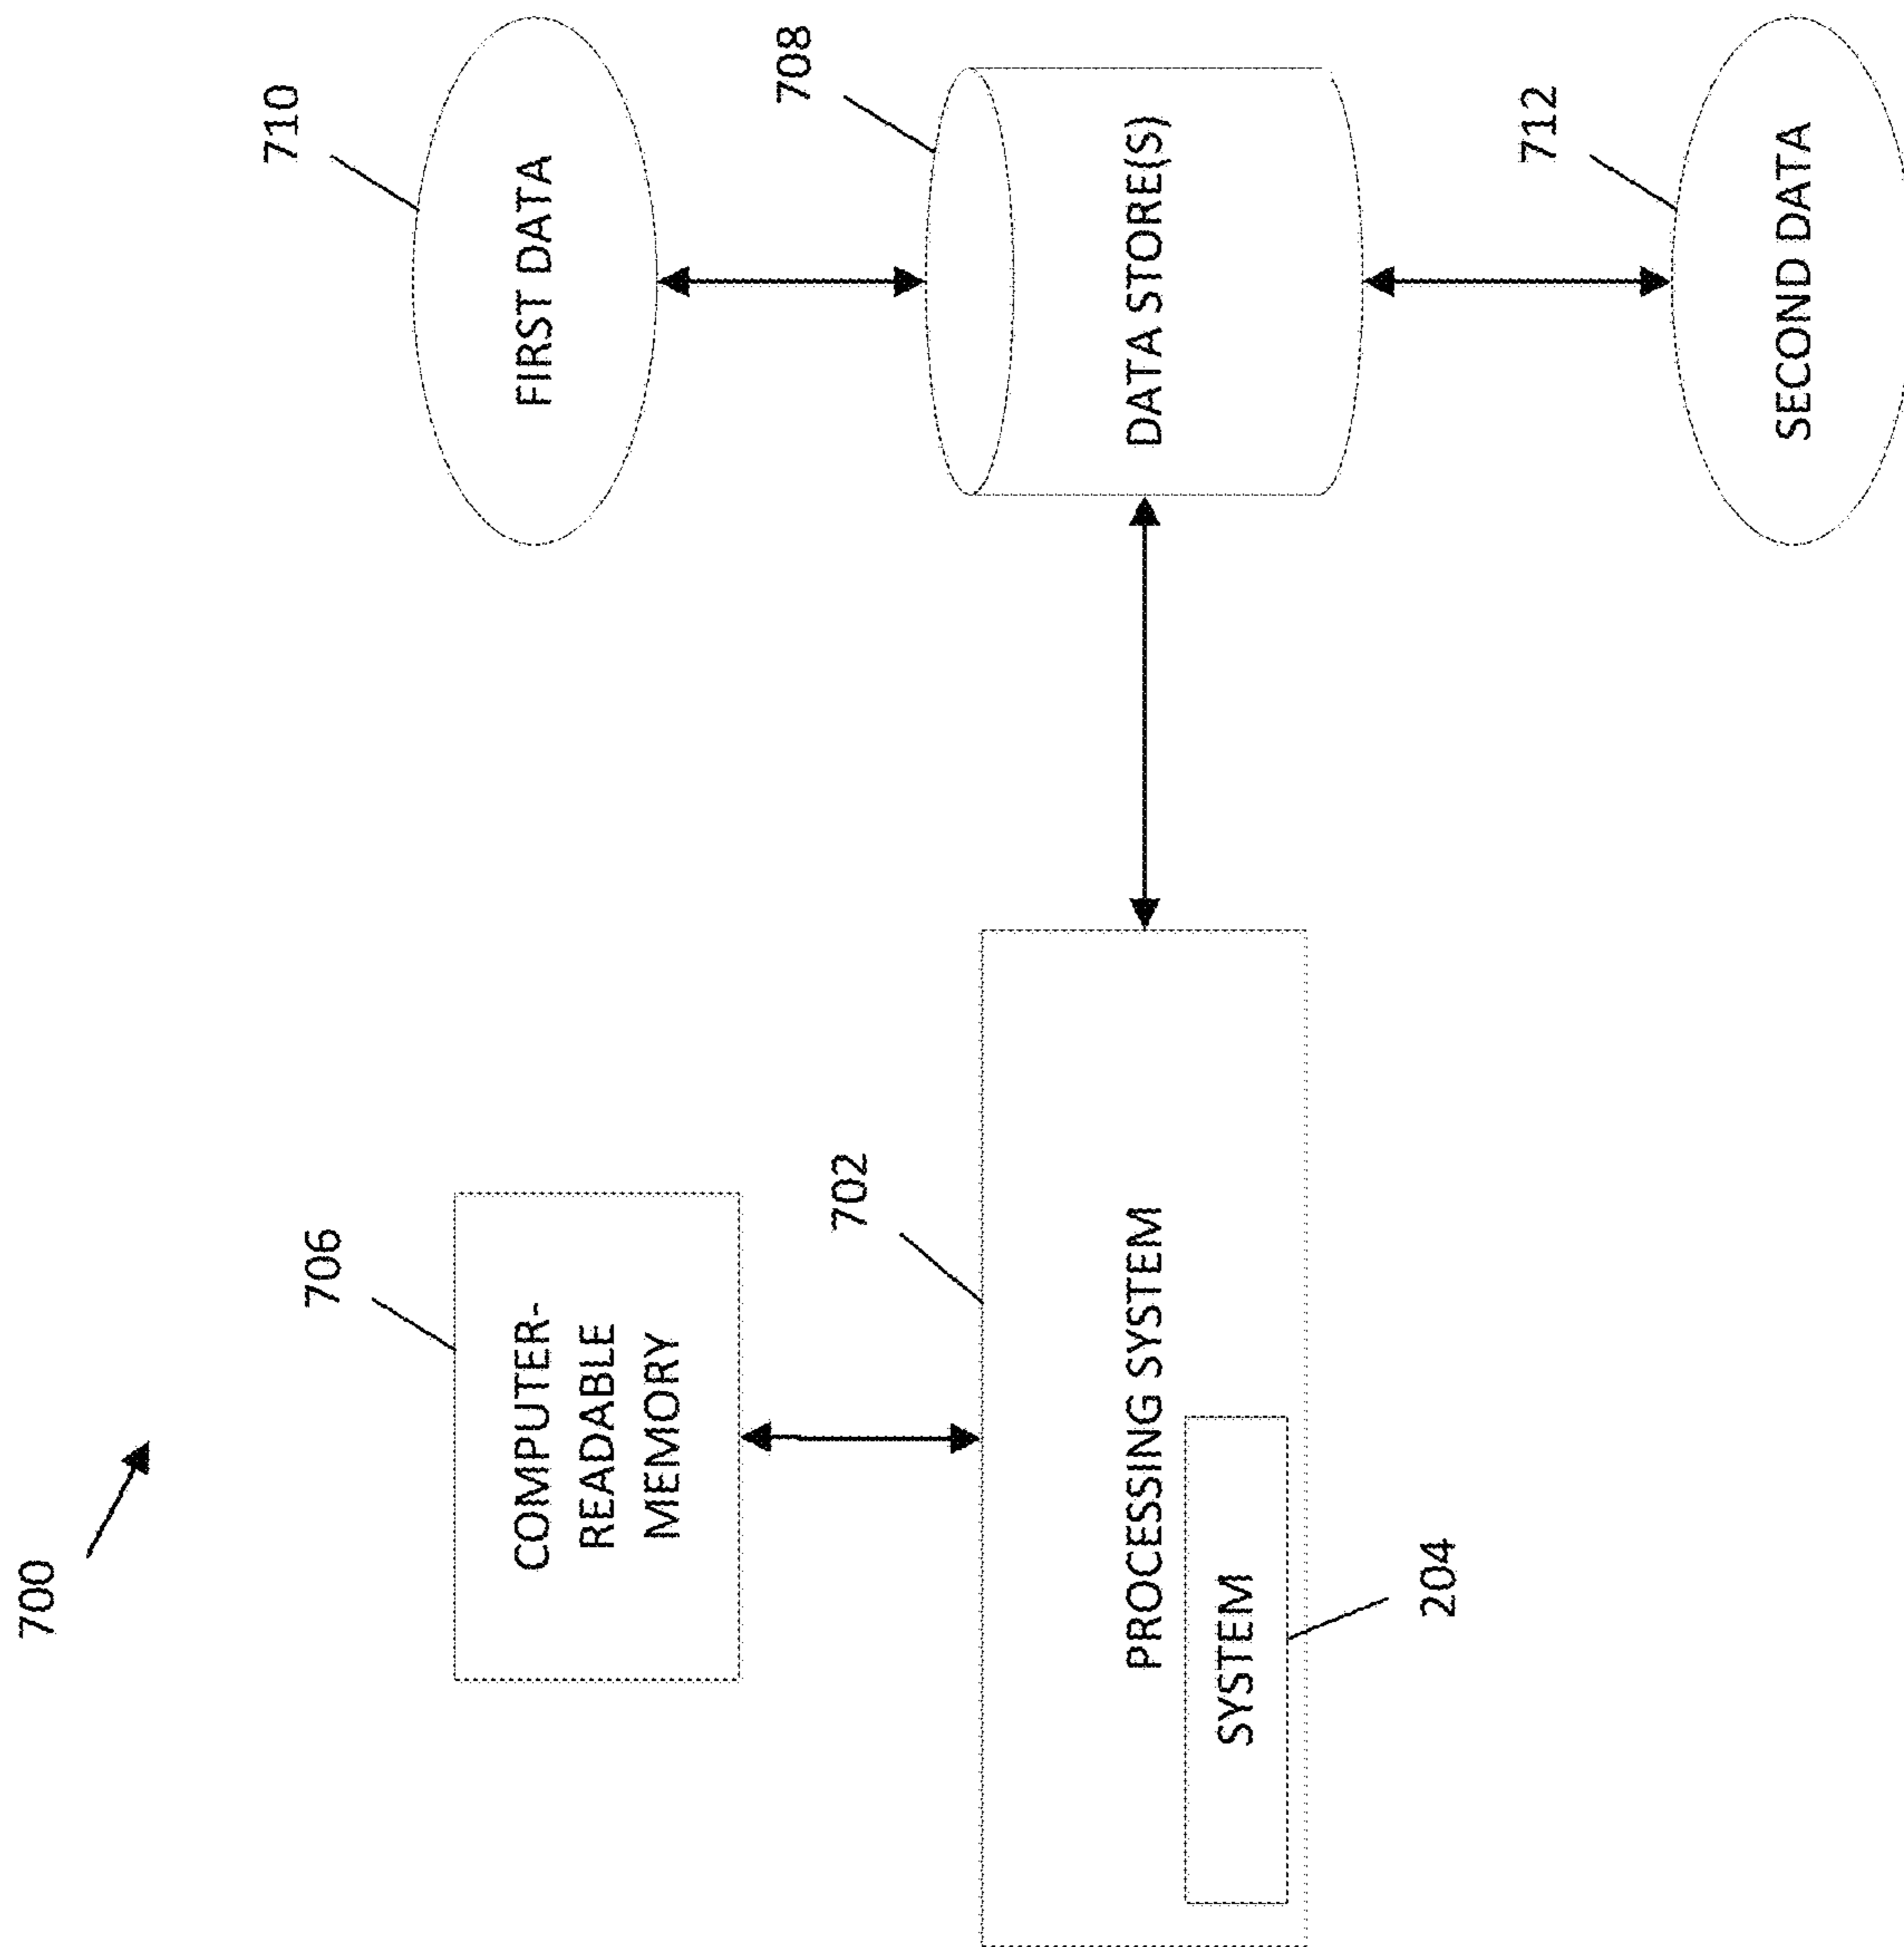 700
706
COMPUTER-
READABLE
MEMORY
702
PROCESSING SYSTEM
SYSTEM
204
710
FIRST DATA
708
DATA STORE(S)
712
SECOND DATA